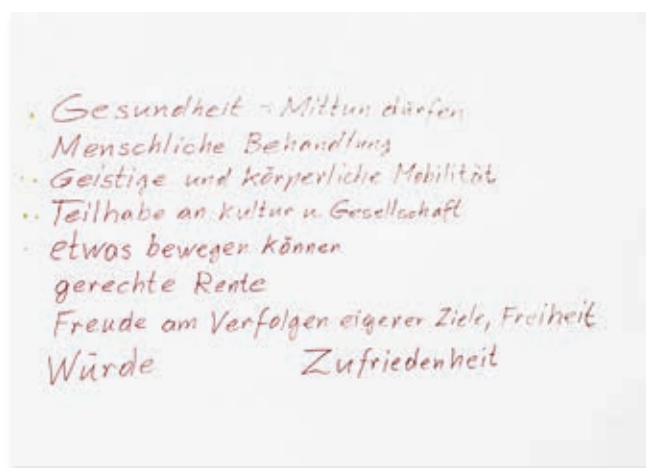 Gesundheit - Mittun dürfen
Menschliche Behandlung
Geistige und körperliche Mobilität
Teilhabe an Kultur u. Gesellschaft
etwas bewegen können
gerechte Rente
Freude am Verfolgen eigener Ziele, Freiheit
Würde Zufriedenheit